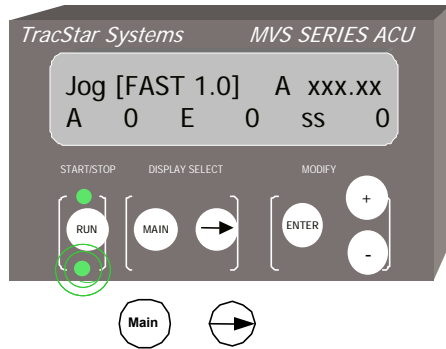 TracStar Systems MVS SERIES ACU
Jog [FAST 1.0] A xxx.xx
A 0 E 0 ss 0
START/STOP DISPLAY SELECT MODIFY
RUN MAIN ENTER + -
Main